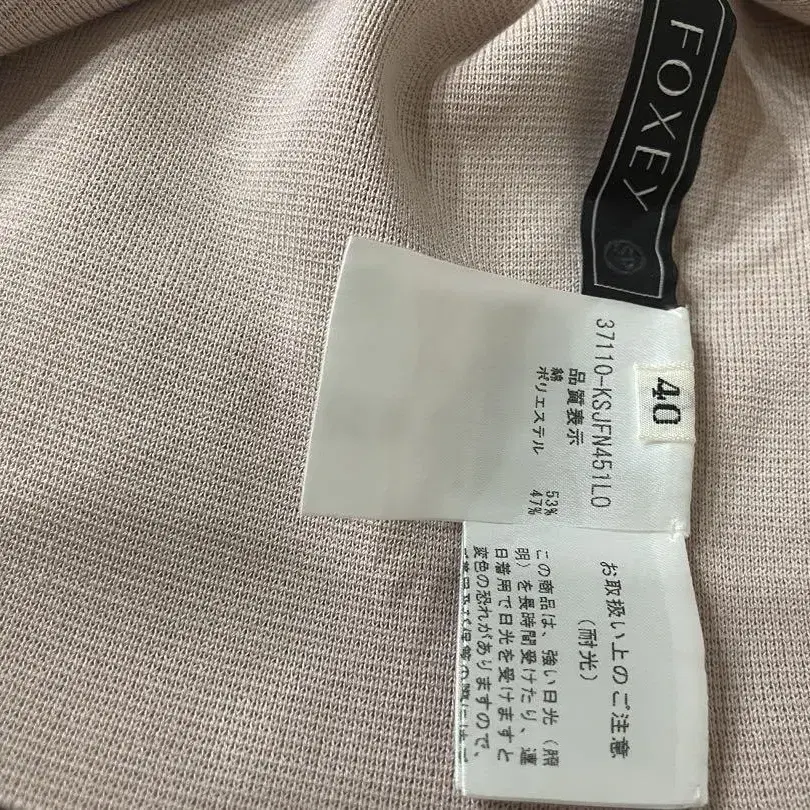 FOXEY
40
37110-KSJFN451LO
品質表示
綿 53%
ポリエステル 47%
お取扱い上のご注意
(耐光)
この商品は、強い日光(照
明)を長時間受けたり、連
日着用で日光を受けますと
変色の恐れがありますので、